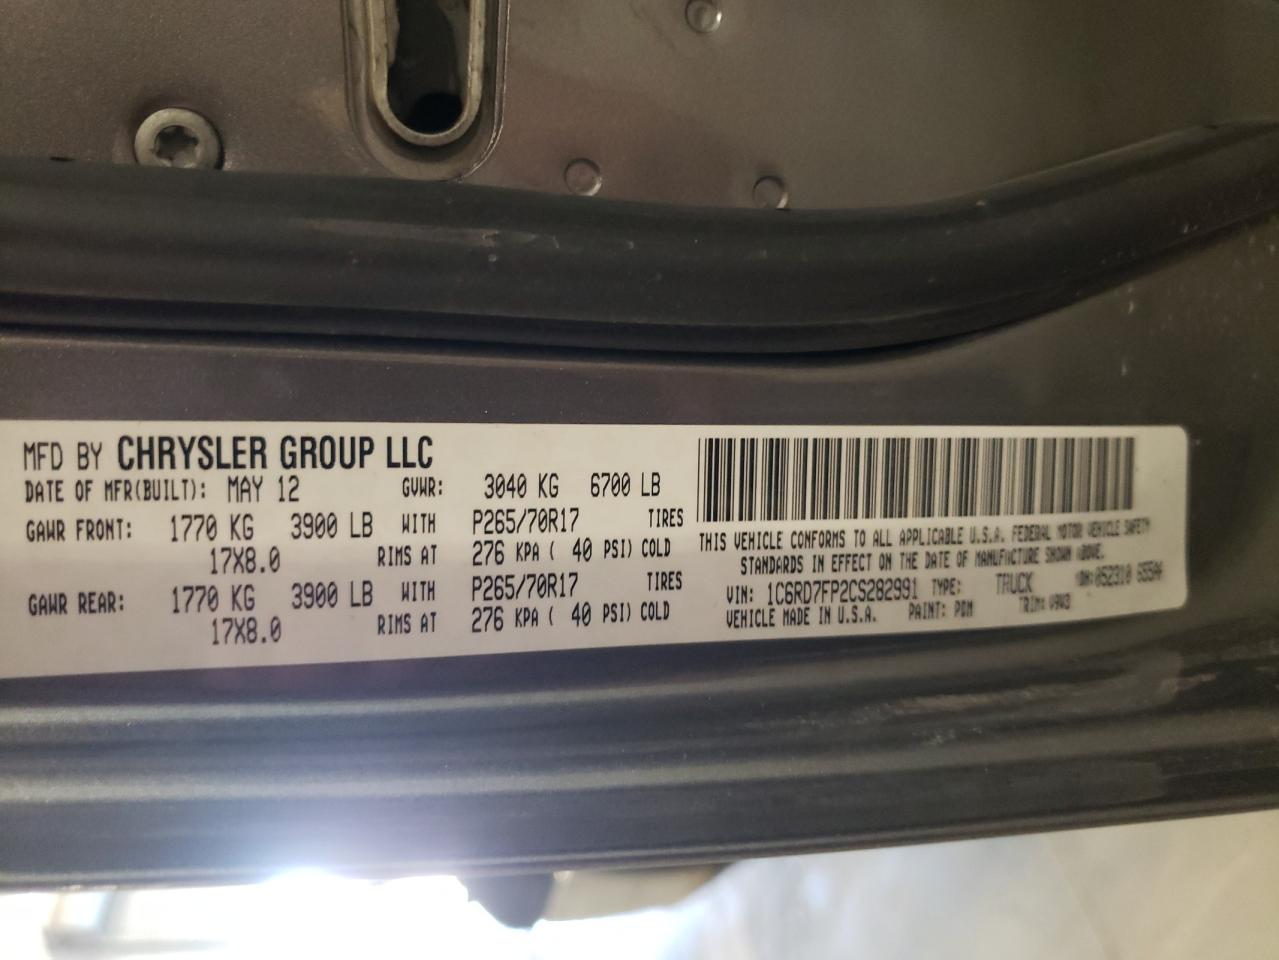 MFD BY CHRYSLER GROUP LLC
DATE OF MFR(BUILT): MAY 12 GVWR: 3040 KG 6700 LB
GAWR FRONT: 1770 KG 3900 LB WITH P265/70R17 TIRES
17X8.0 RIMS AT 276 KPA ( 40 PSI) COLD
GAWR REAR: 1770 KG 3900 LB WITH P265/70R17 TIRES
17X8.0 RIMS AT 276 KPA ( 40 PSI) COLD
THIS VEHICLE CONFORMS TO ALL APPLICABLE U.S.A. FEDERAL MOTOR VEHICLE SAFETY
STANDARDS IN EFFECT ON THE DATE OF MANUFACTURE SHOWN ABOVE.
VIN: 1C6RD7FP2CS282991 TYPE: TRUCK
VEHICLE MADE IN U.S.A. PAINT: PDM TRIM: V9V3